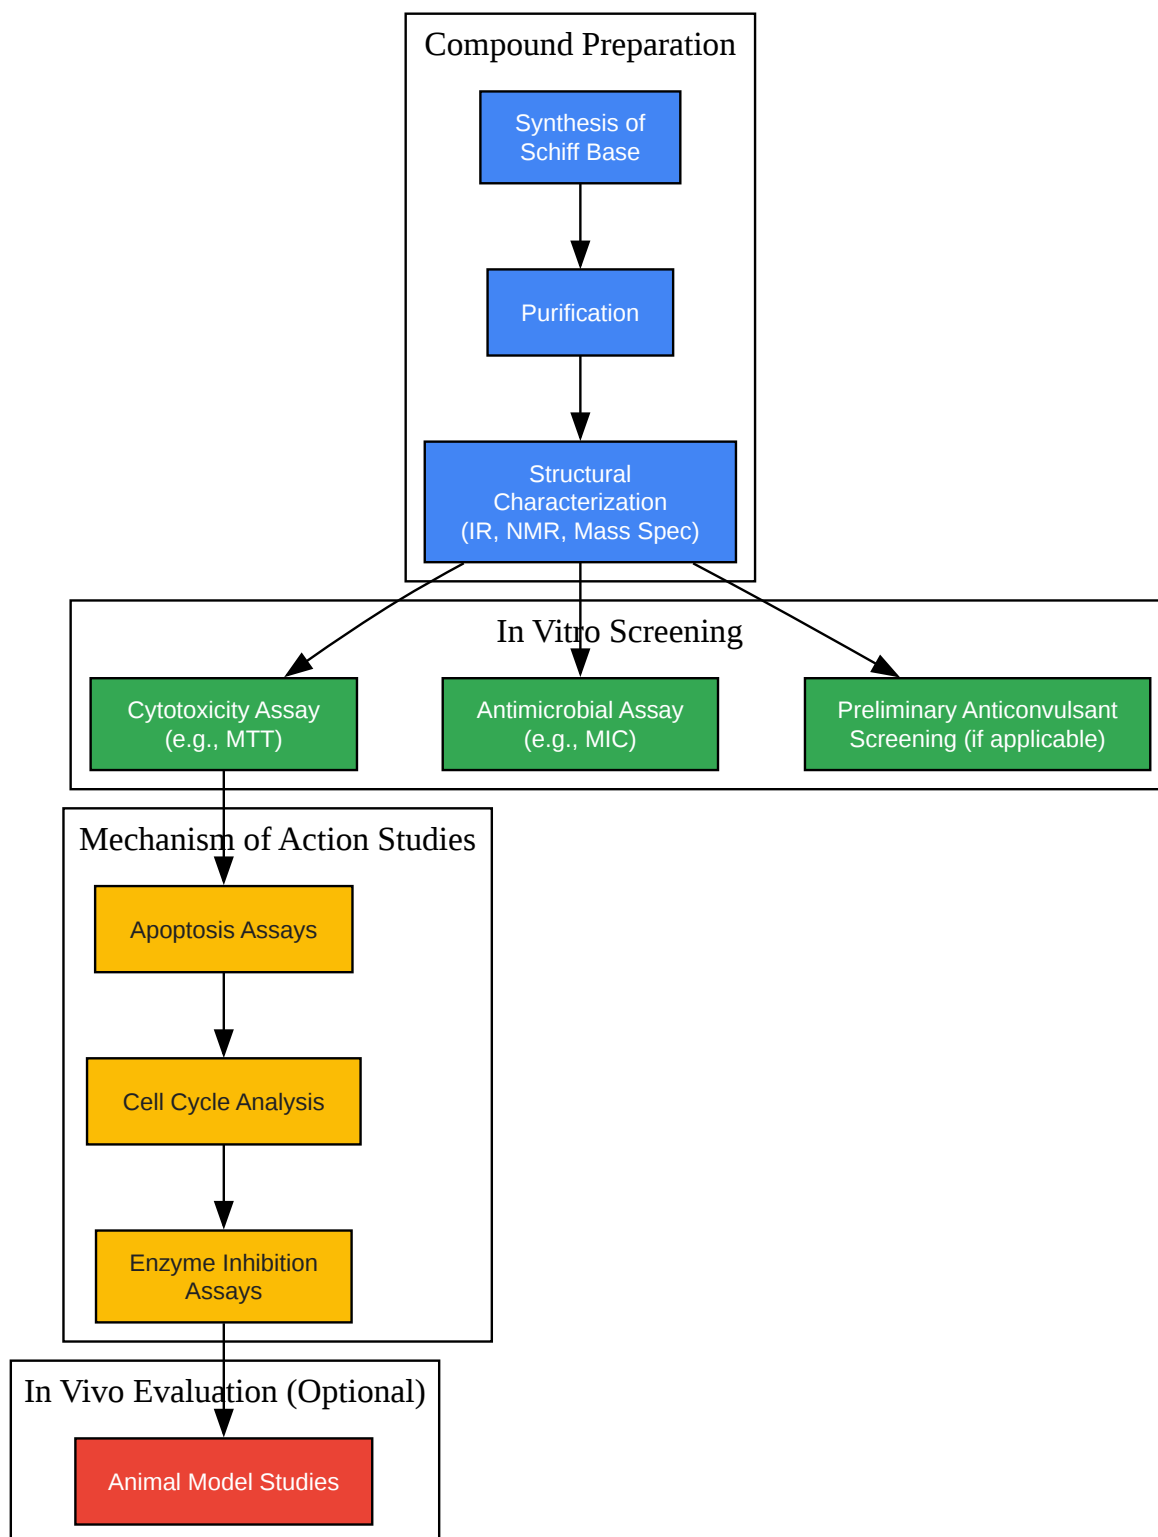 Compound Preparation
Synthesis of
Schiff Base
Purification
Structural
Characterization
(IR, NMR, Mass Spec)
In Vitro Screening
Cytotoxicity Assay
(e.g., MTT)
Antimicrobial Assay
(e.g., MIC)
Preliminary Anticonvulsant
Screening (if applicable)
Mechanism of Action Studies
Apoptosis Assays
Cell Cycle Analysis
Enzyme Inhibition
Assays
In Vivo Evaluation (Optional)
Animal Model Studies